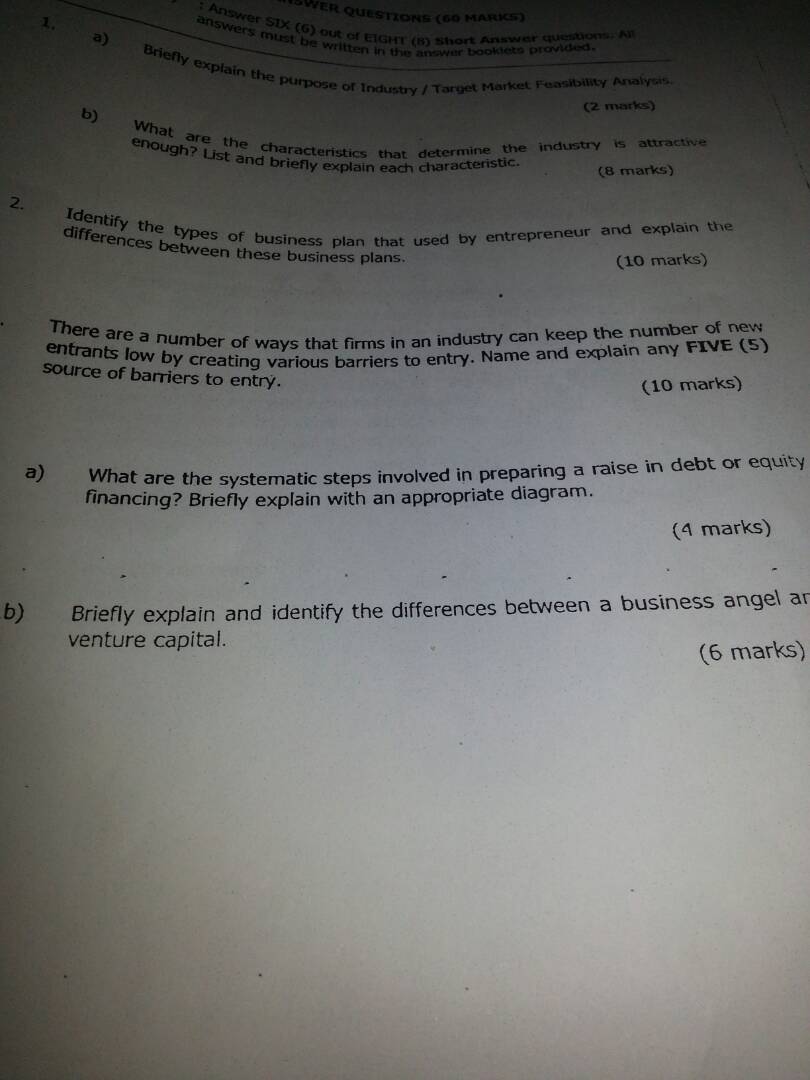 SWER QUESTIONS (60 MARKS)
: Answer SIX (6) out of EIGHT (8) Short Answer questions. All
answers must be written in the answer booklets provided.
1.
a) Briefly explain the purpose of Industry / Target Market Feasibility Analysis.
(2 marks)
b) What are the characteristics that determine the industry is attractive
enough? List and briefly explain each characteristic.
(8 marks)
2. Identify the types of business plan that used by entrepreneur and explain the
differences between these business plans.
(10 marks)
There are a number of ways that firms in an industry can keep the number of new
entrants low by creating various barriers to entry. Name and explain any FIVE (5)
source of barriers to entry.
(10 marks)
a) What are the systematic steps involved in preparing a raise in debt or equity
financing? Briefly explain with an appropriate diagram.
(4 marks)
b) Briefly explain and identify the differences between a business angel ar
venture capital.
(6 marks)